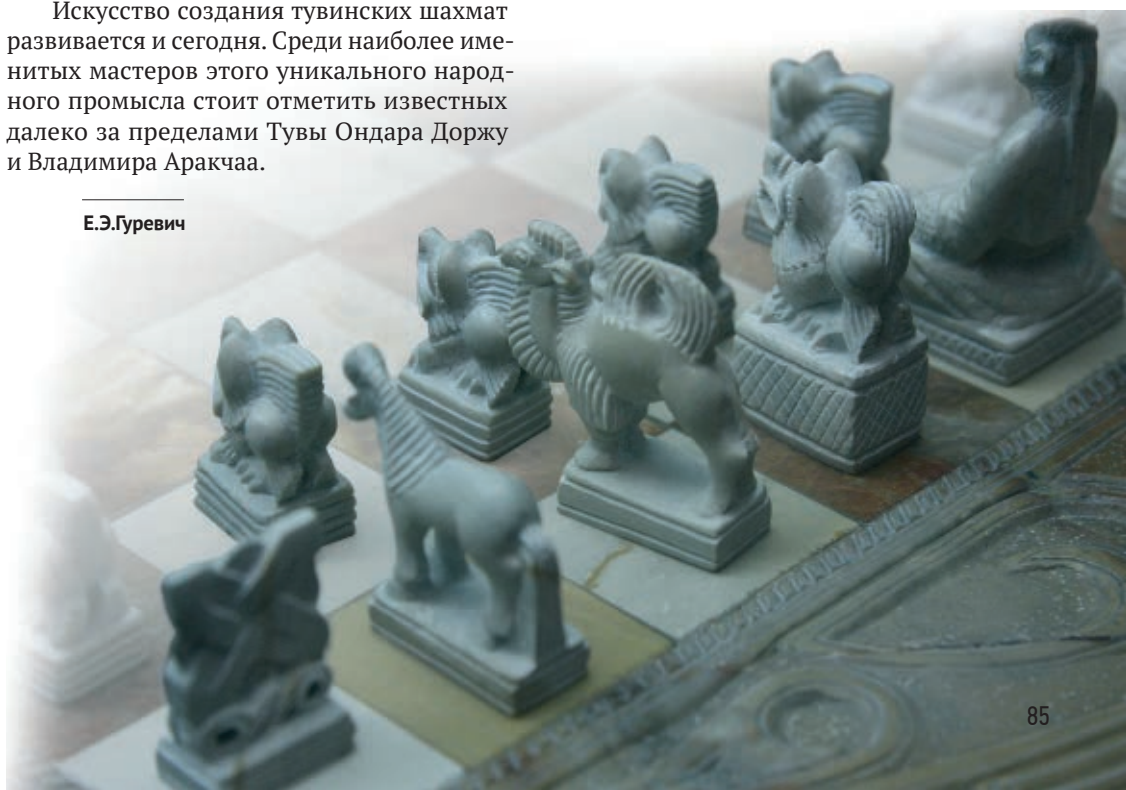 Искусство создания тувинских шахмат
развивается и сегодня. Среди наиболее име-
нитых мастеров этого уникального народ-
ного промысла стоит отметить известных
далеко за пределами Тувы Ондара Доржу
и Владимира Аракчаа.
Е.Э.Гуревич
85